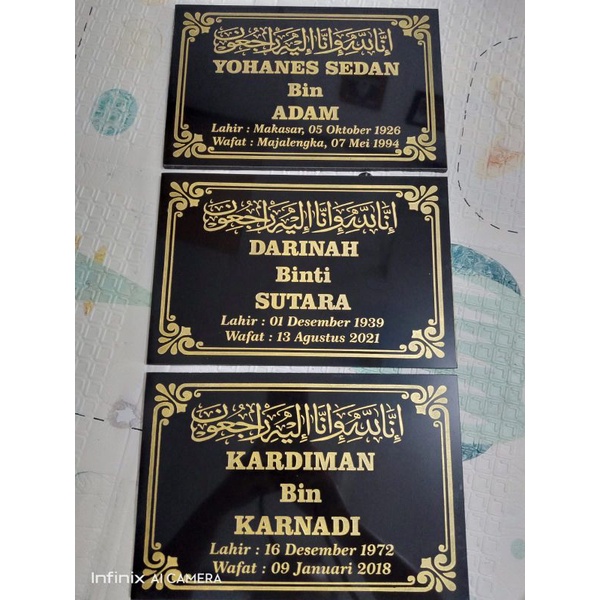 إنا لله وإنا إليه راجعون
YOHANES SEDAN
Bin
ADAM
Lahir : Makasar, 05 Oktober 1926
Wafat : Majalengka, 07 Mei 1994
إنا لله وإنا إليه راجعون
DARINAH
Binti
SUTARA
Lahir : 01 Desember 1939
Wafat : 13 Agustus 2021
إنا لله وإنا إليه راجعون
KARDIMAN
Bin
KARNADI
Lahir : 16 Desember 1972
Wafat : 09 Januari 2018
Infinix AI CAMERA